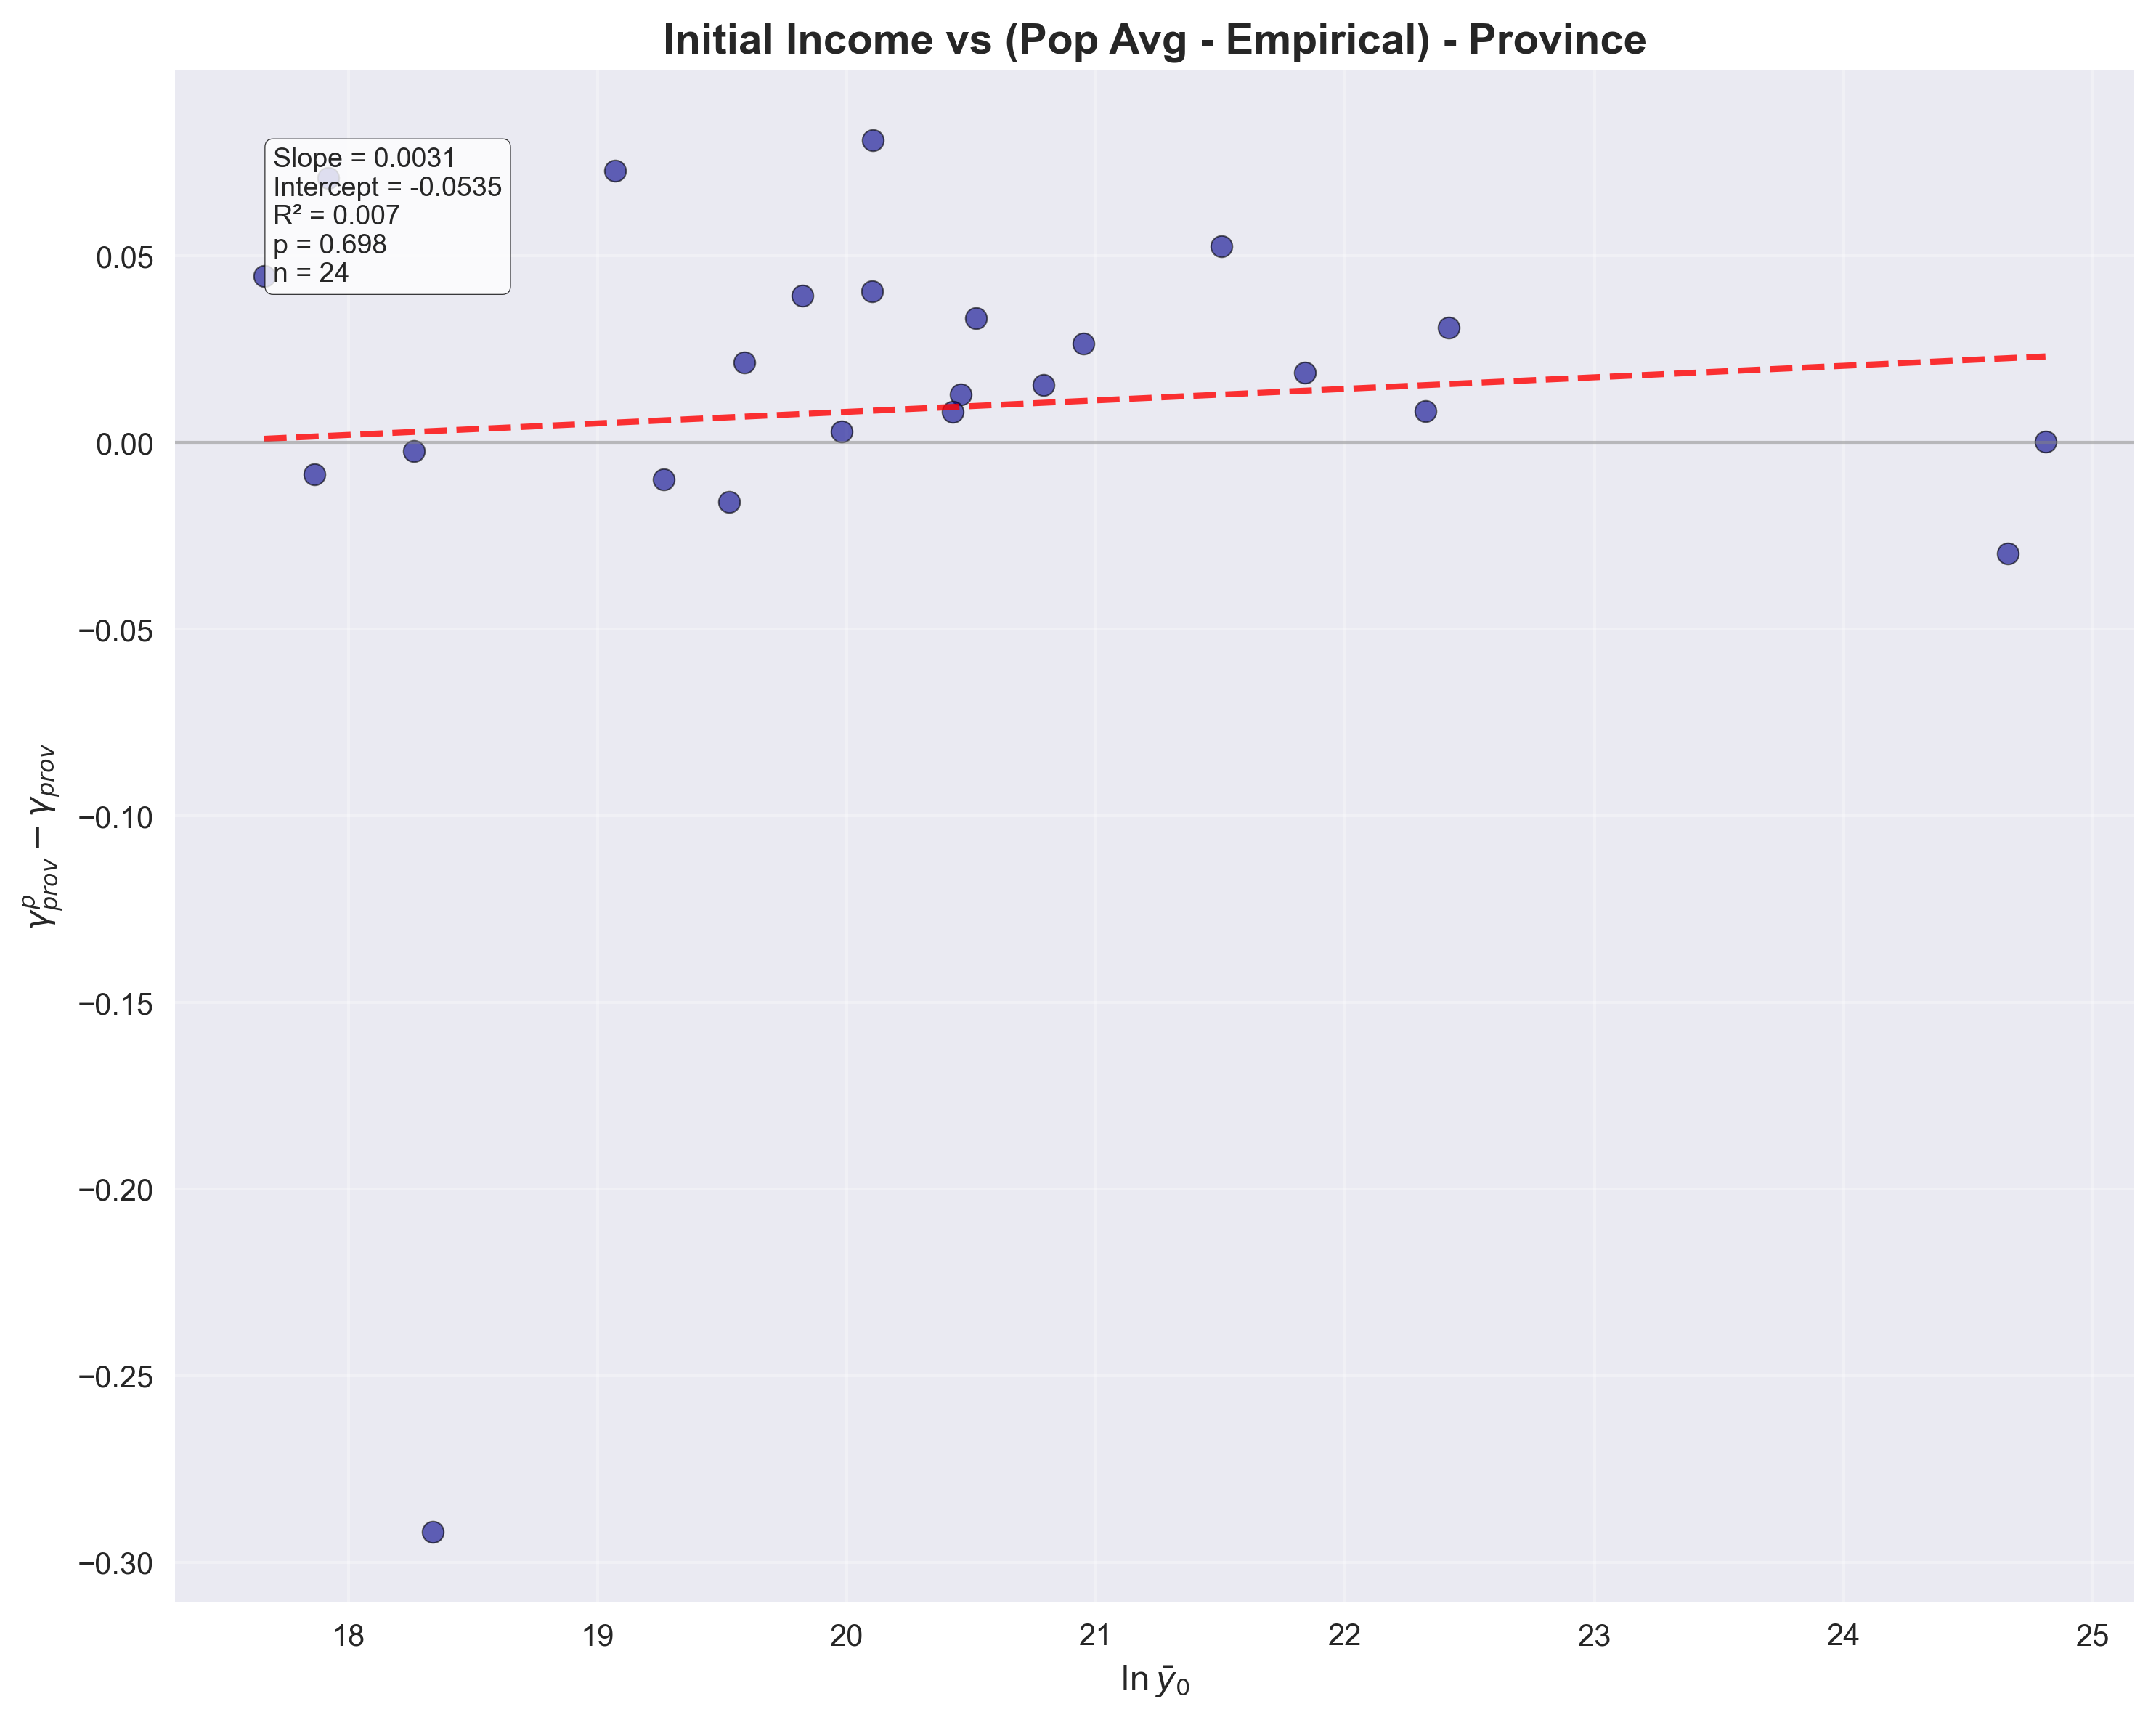 Initial Income vs (Pop Avg - Empirical) - Province
Slope = 0.0031
Intercept = -0.0535
R² = 0.007
p = 0.698
n = 24
0.05
0.00
−0.05
−0.10
−0.15
−0.20
−0.25
−0.30
γᵖ_prov − γ_prov
18 19 20 21 22 23 24 25
ln ȳ₀